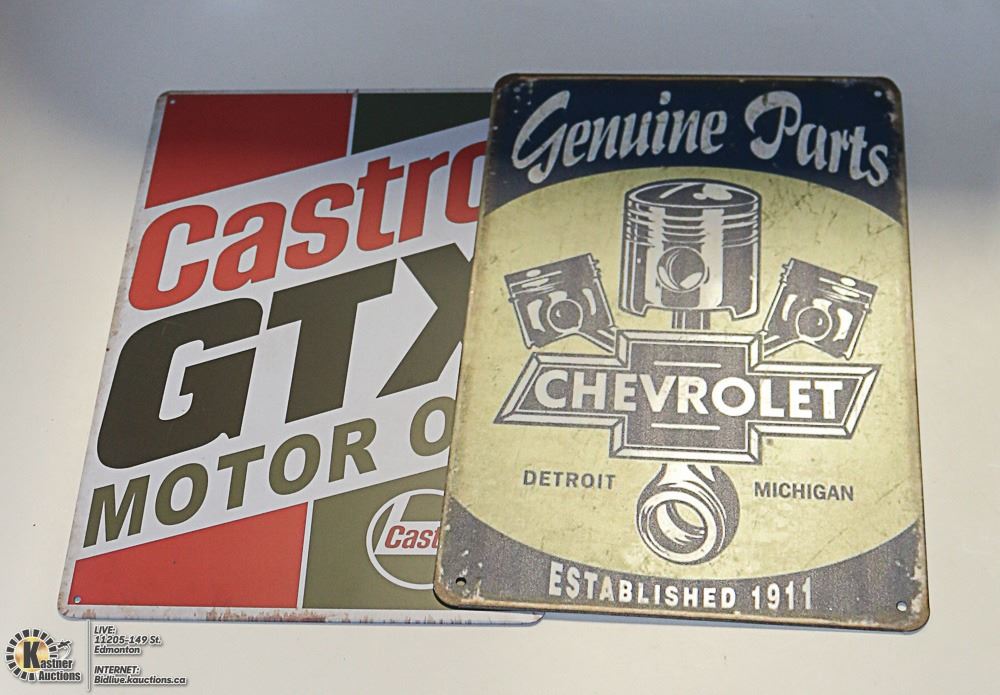 Castro
GTX
MOTOR O
Cast
Genuine Parts
CHEVROLET
DETROIT MICHIGAN
ESTABLISHED 1911
Kastner
Auctions
LIVE:
11205-149 St.
Edmonton
INTERNET:
Bidlive.kauctions.ca